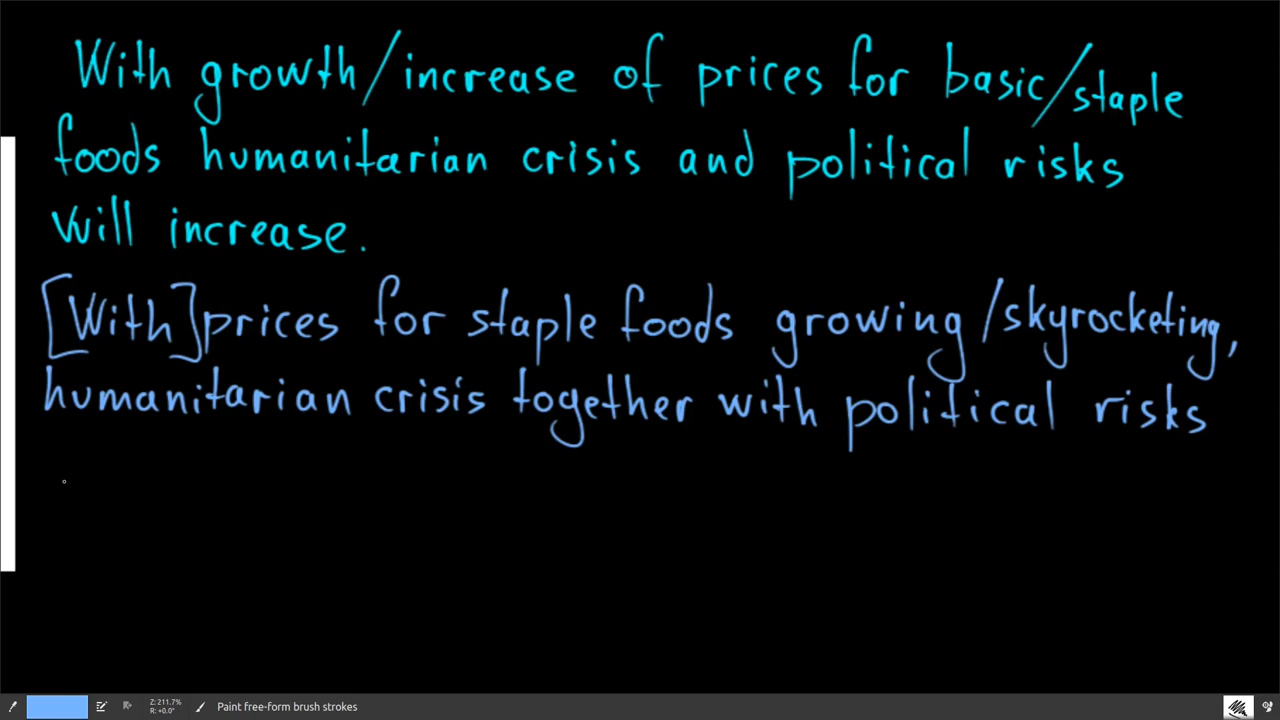 With growth/increase of prices for basic/staple
foods humanitarian crisis and political risks
will increase.
[With] prices for staple foods growing/skyrocketing,
humanitarian crisis together with political risks
Z: 211.7%
R: +0.0°
Paint free-form brush strokes